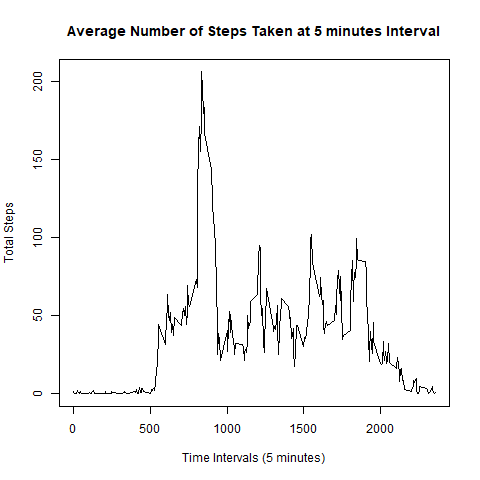 Average Number of Steps Taken at 5 minutes Interval
Total Steps
200
150
100
50
0
0 500 1000 1500 2000
Time Intervals (5 minutes)